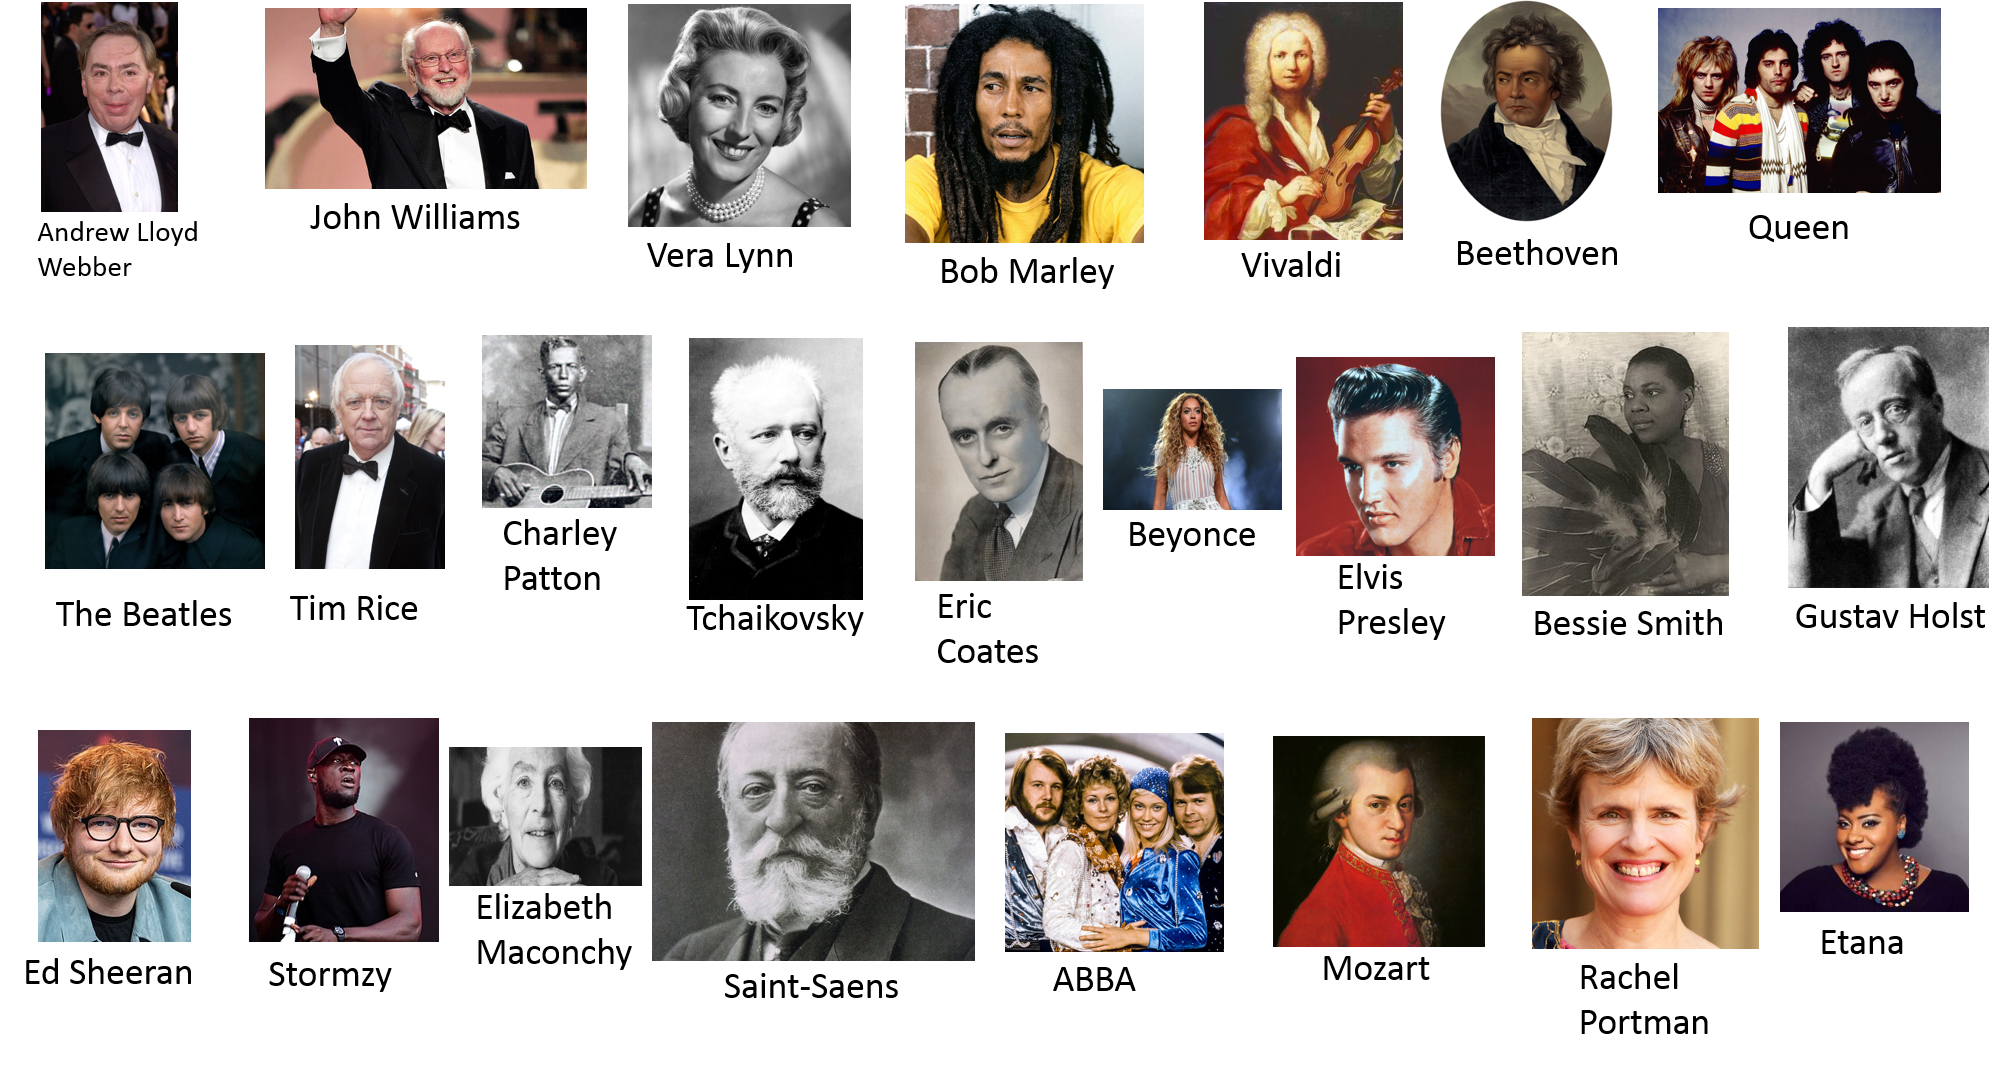 Andrew Lloyd
Webber
John Williams
Vera Lynn
Bob Marley
Vivaldi
Beethoven
Queen
The Beatles
Tim Rice
Charley
Patton
Tchaikovsky
Eric
Coates
Beyonce
Elvis
Presley
Bessie Smith
Gustav Holst
Ed Sheeran
Stormzy
Elizabeth
Maconchy
Saint-Saens
ABBA
Mozart
Rachel
Portman
Etana